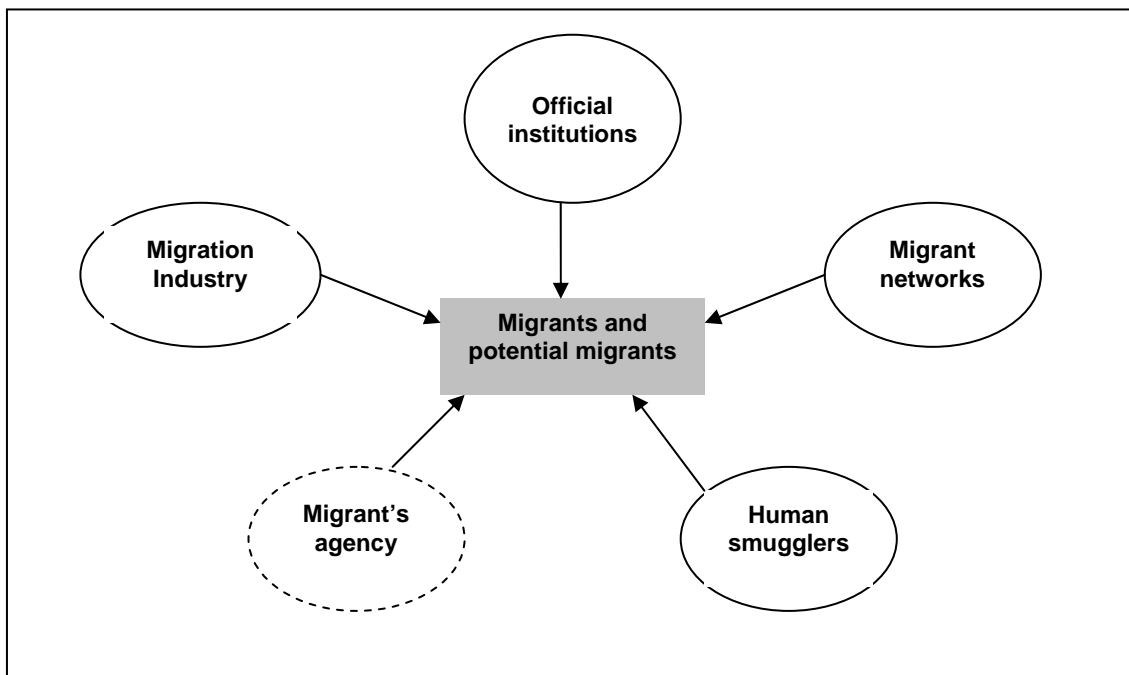 Official
institutions
Migration
Industry
Migrant
networks
Migrants and
potential migrants
Migrant’s
agency
Human
smugglers